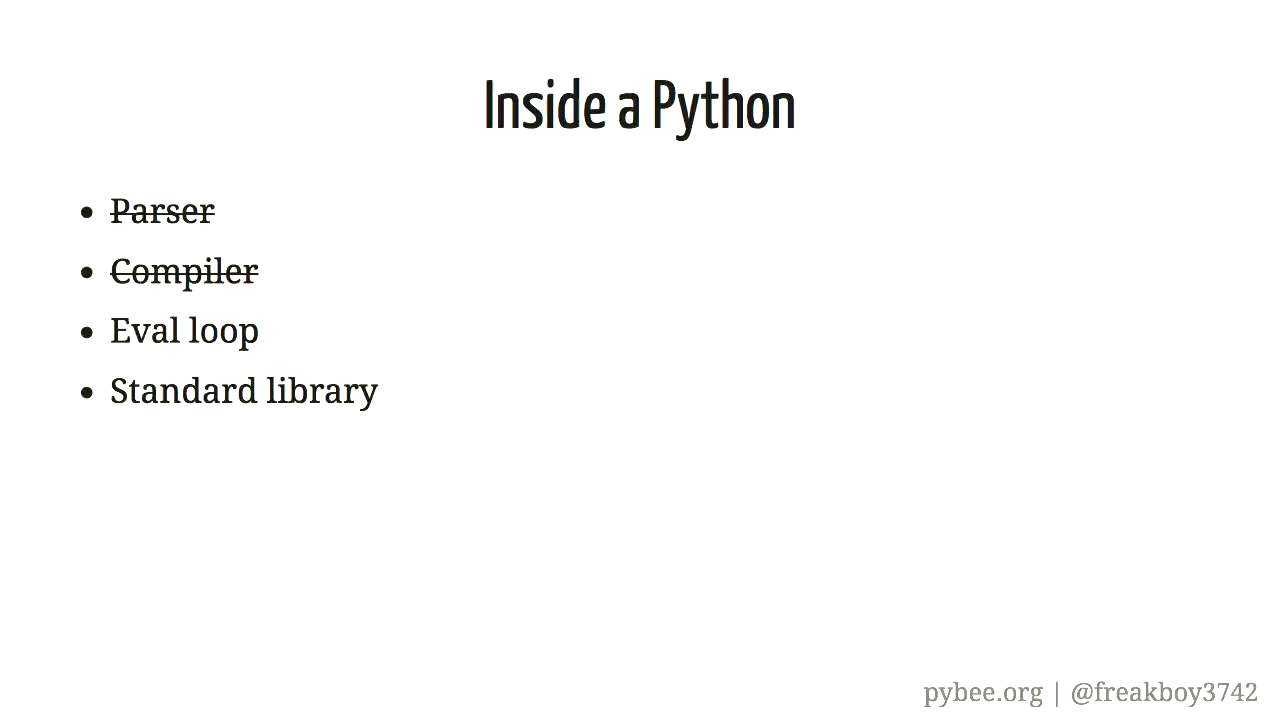 Inside a Python
Parser
Compiler
Eval loop
Standard library
pybee.org | @freakboy3742